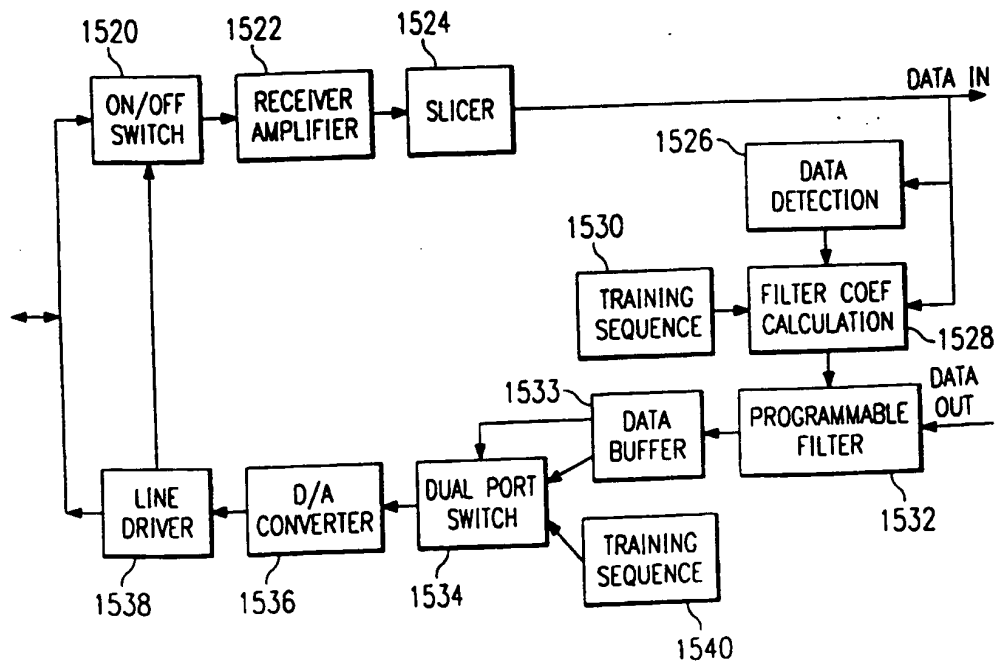 1520
1522
1524
ON/OFF
SWITCH
RECEIVER
AMPLIFIER
SLICER
DATA IN
1526
DATA
DETECTION
1530
TRAINING
SEQUENCE
FILTER COEF
CALCULATION
1528
1533
DATA
BUFFER
PROGRAMMABLE
FILTER
DATA
OUT
1532
LINE
DRIVER
D/A
CONVERTER
DUAL PORT
SWITCH
TRAINING
SEQUENCE
1538
1536
1534
1540